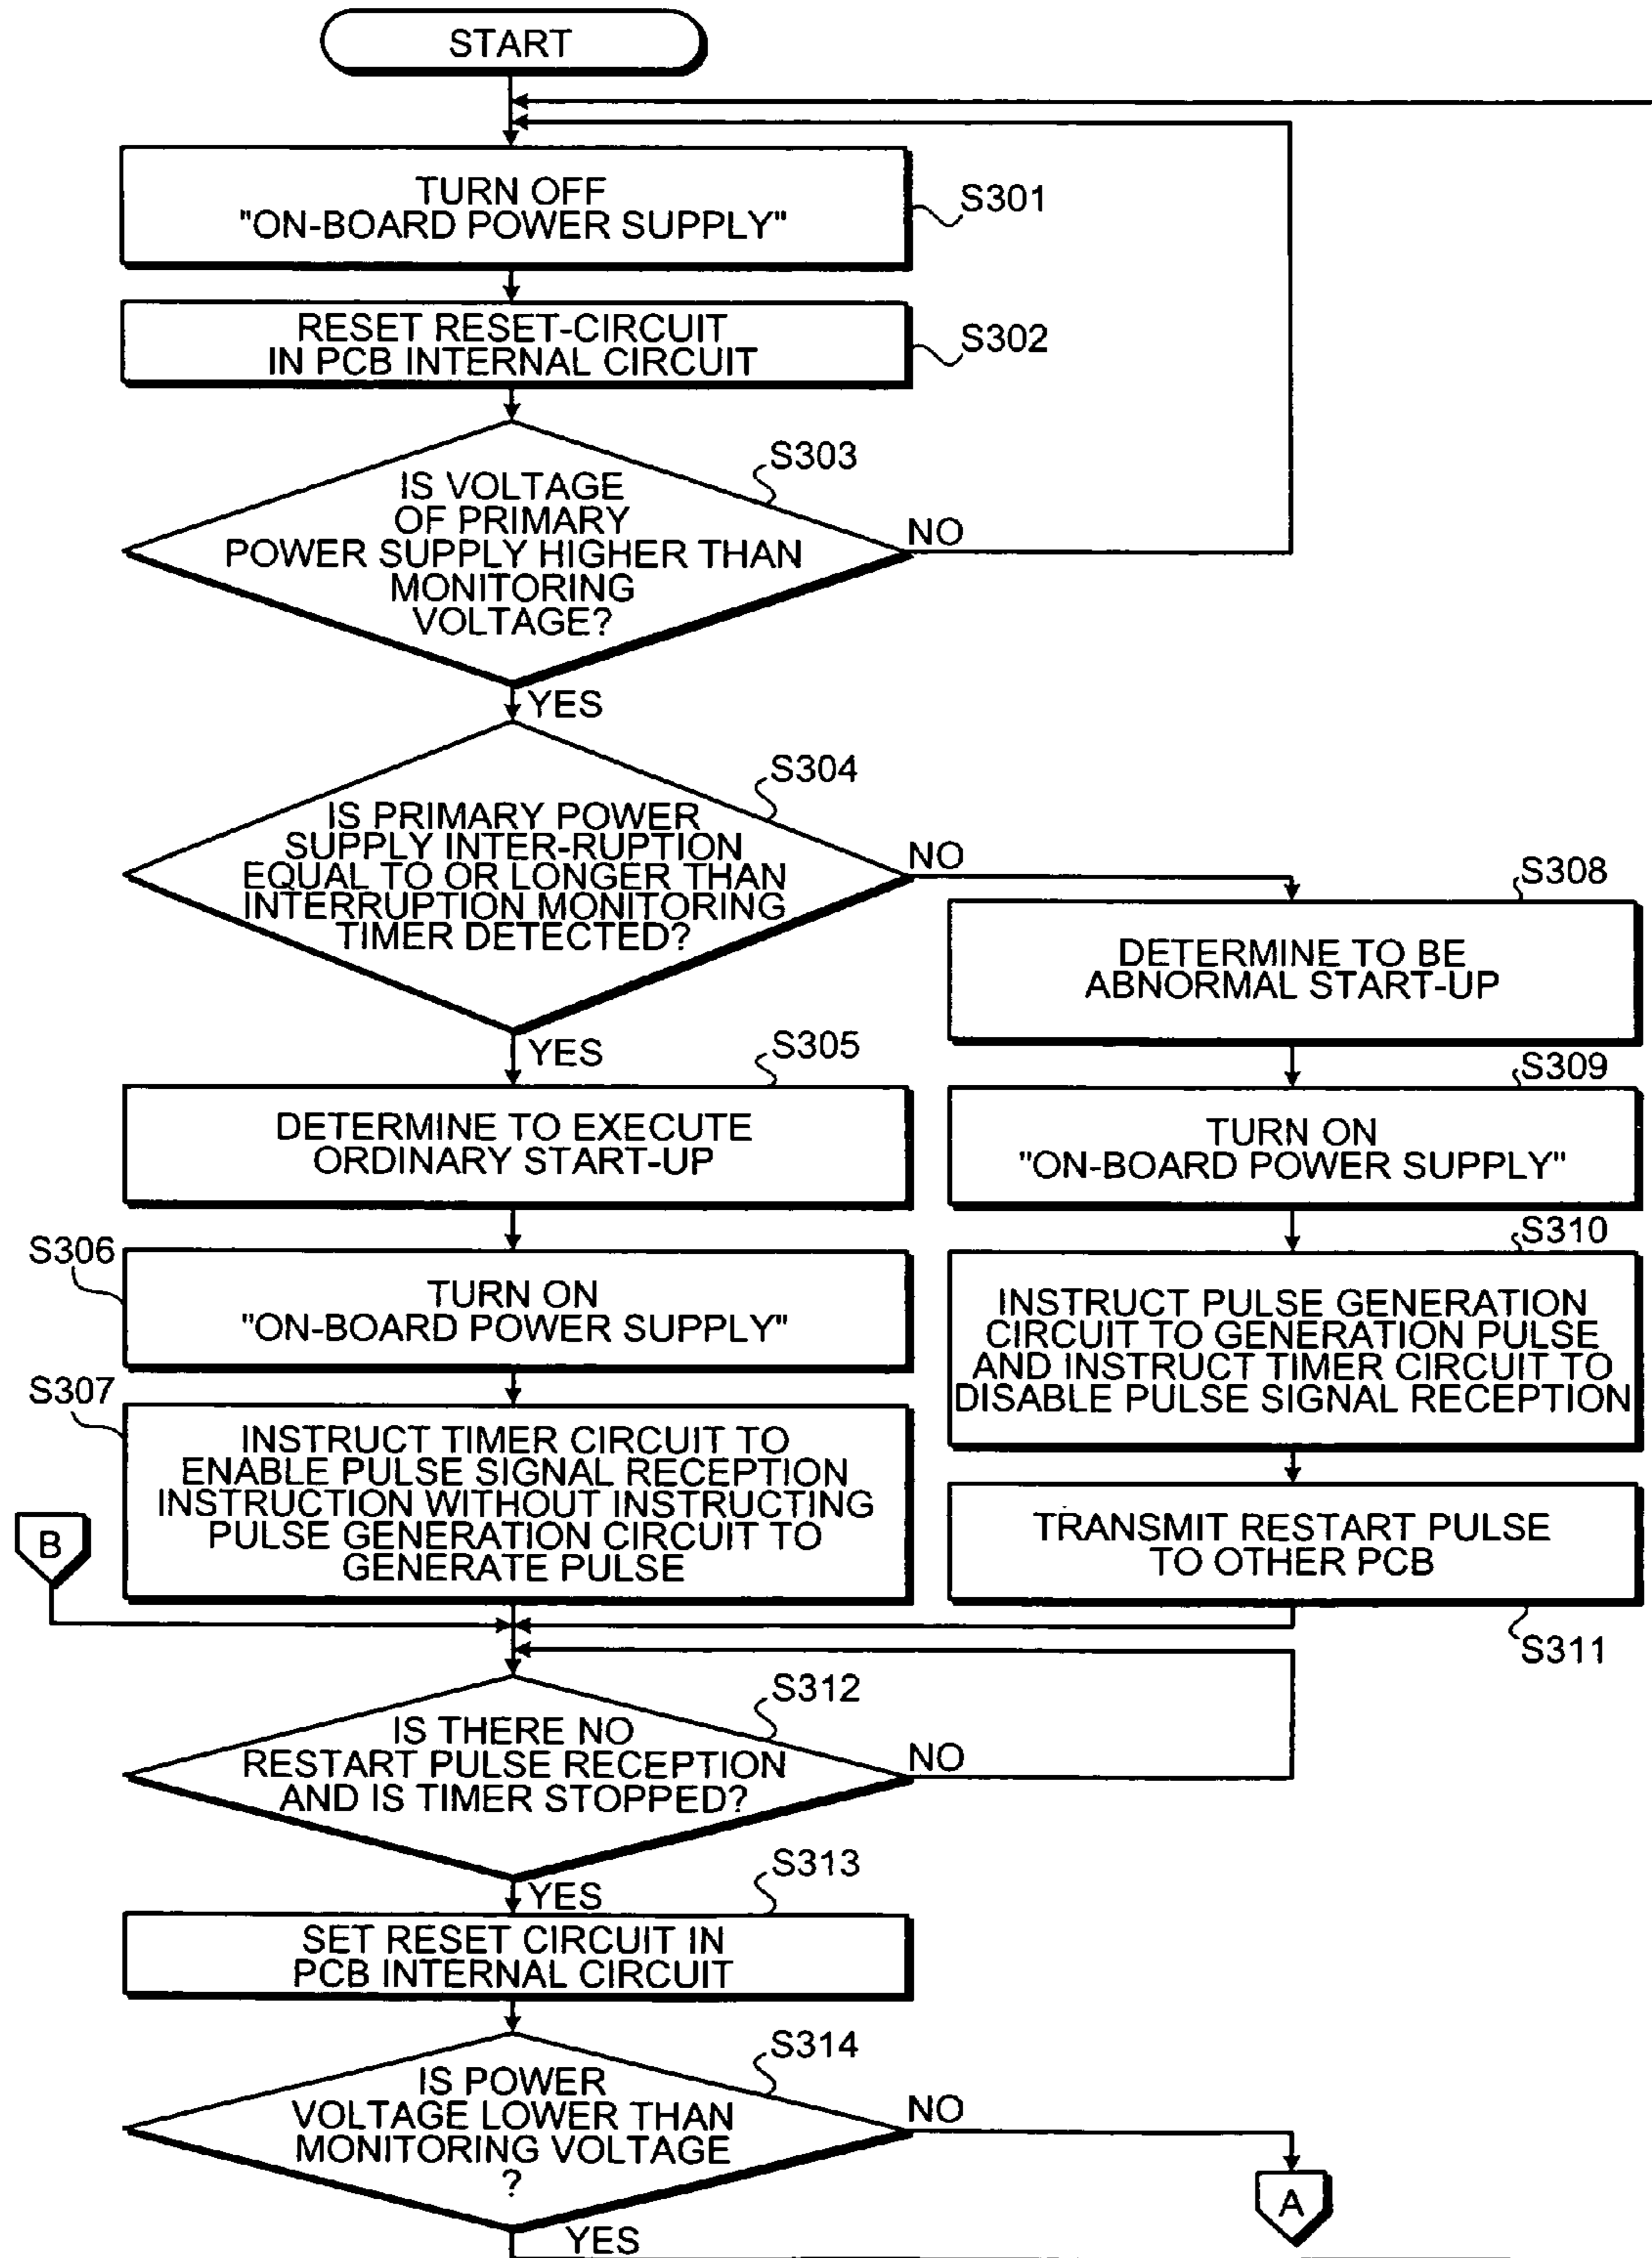 START
TURN OFF
"ON-BOARD POWER SUPPLY"
S301
RESET RESET-CIRCUIT
IN PCB INTERNAL CIRCUIT
S302
S303
IS VOLTAGE
OF PRIMARY
POWER SUPPLY HIGHER THAN
MONITORING
VOLTAGE?
NO
YES
S304
IS PRIMARY POWER
SUPPLY INTER-RUPTION
EQUAL TO OR LONGER THAN
INTERRUPTION MONITORING
TIMER DETECTED?
NO
YES
S308
DETERMINE TO BE
ABNORMAL START-UP
S305
DETERMINE TO EXECUTE
ORDINARY START-UP
S309
TURN ON
"ON-BOARD POWER SUPPLY"
S306
TURN ON
"ON-BOARD POWER SUPPLY"
S310
INSTRUCT PULSE GENERATION
CIRCUIT TO GENERATION PULSE
AND INSTRUCT TIMER CIRCUIT TO
DISABLE PULSE SIGNAL RECEPTION
S307
INSTRUCT TIMER CIRCUIT TO
ENABLE PULSE SIGNAL RECEPTION
INSTRUCTION WITHOUT INSTRUCTING
PULSE GENERATION CIRCUIT TO
GENERATE PULSE
B
TRANSMIT RESTART PULSE
TO OTHER PCB
S311
S312
IS THERE NO
RESTART PULSE RECEPTION
AND IS TIMER STOPPED?
NO
YES
S313
SET RESET CIRCUIT IN
PCB INTERNAL CIRCUIT
S314
IS POWER
VOLTAGE LOWER THAN
MONITORING VOLTAGE
?
NO
A
YES